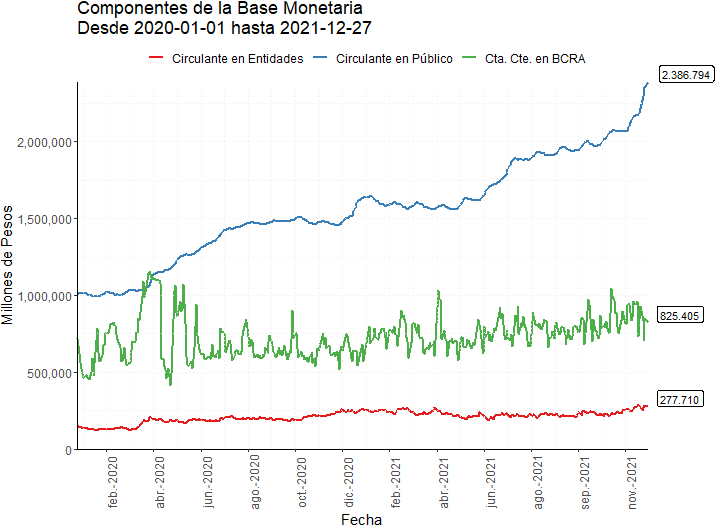 Componentes de la Base Monetaria
Desde 2020-01-01 hasta 2021-12-27
Circulante en Entidades Circulante en Público Cta. Cte. en BCRA
2.386.794
2,000,000
1,500,000
1,000,000
825.405
500,000
277.710
0
Millones de Pesos
feb.-2020 abr.-2020 jun.-2020 ago.-2020 oct.-2020 dic.-2020 feb.-2021 abr.-2021 jun.-2021 ago.-2021 sep.-2021 nov.-2021
Fecha